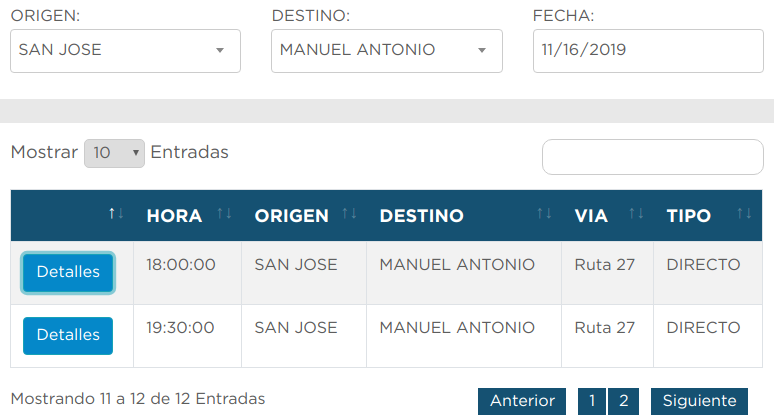 ORIGEN: DESTINO: FECHA:
SAN JOSE MANUEL ANTONIO 11/16/2019
Mostrar 10 Entradas
HORA ORIGEN DESTINO VIA TIPO
Detalles 18:00:00 SAN JOSE MANUEL ANTONIO Ruta 27 DIRECTO
Detalles 19:30:00 SAN JOSE MANUEL ANTONIO Ruta 27 DIRECTO
Mostrando 11 a 12 de 12 Entradas Anterior 1 2 Siguiente